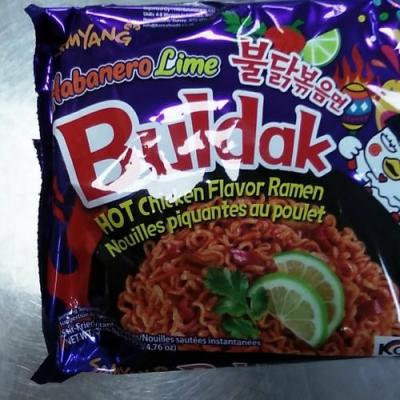 MYANG
Habanero Lime
불닭볶음면
Buldak
HOT Chicken Flavor Ramen
Nouilles piquantes au poulet
/Nouilles sautées instantanées
4.76 oz)